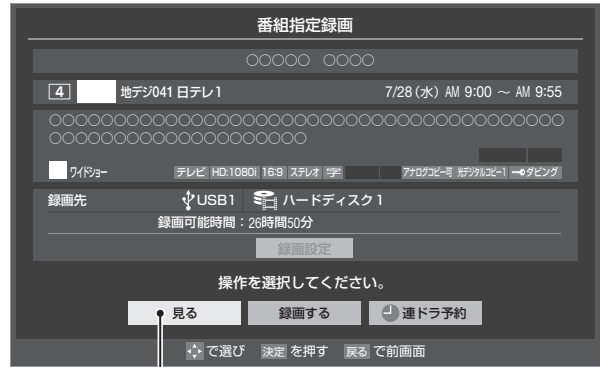 番組指定録画
○○○○○ ○○○○
4 地デジ041 日テレ1 7/28(水) AM 9:00 ～ AM 9:55
○○○○○○○○○○○○○○○○○○○○○○○○○○○○○○○○○○○○○○○
○○○○○○○○○○○○○○○○○○○○
ワイドショー テレビ HD:1080i 16:9 ステレオ 字 アナログコピー可 光デジタルコピー1 ダビング
録画先 USB1 ハードディスク1
録画可能時間：26時間50分
録画設定
操作を選択してください。
見る 録画する 連ドラ予約
で選び 決定 を押す 戻る で前画面